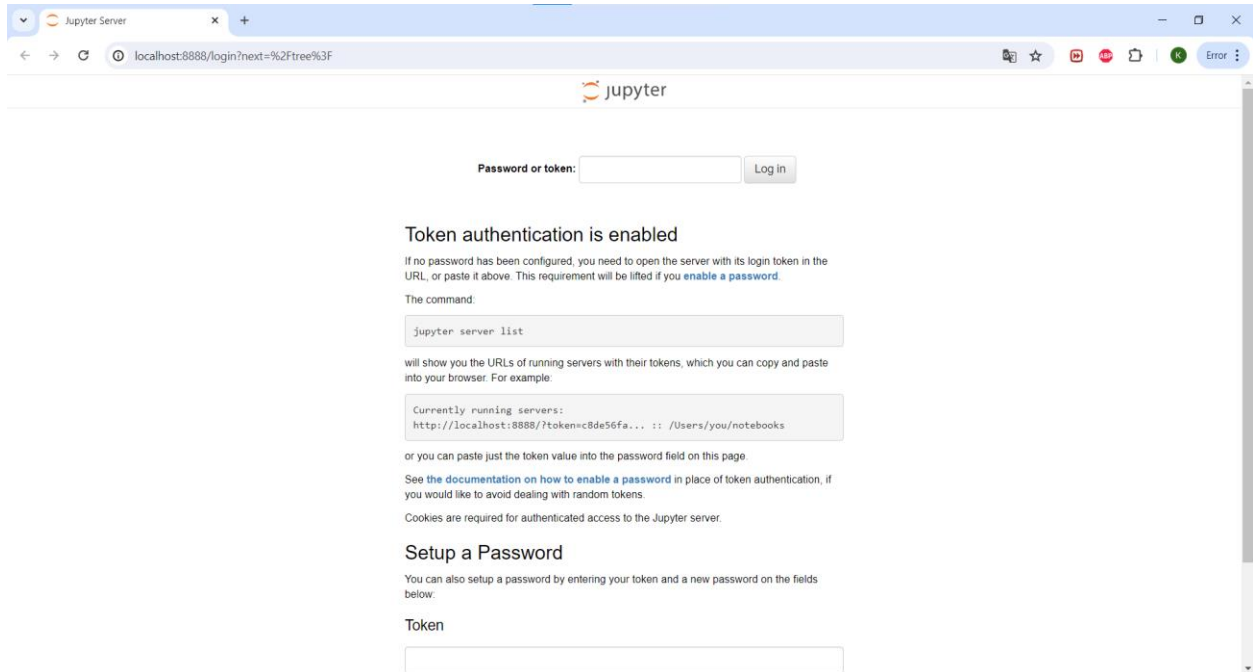 Jupyter Server
localhost:8888/login?next=%2Ftree%3F
ABP
K
Error
jupyter
Password or token:
Log in
Token authentication is enabled
If no password has been configured, you need to open the server with its login token in the
URL, or paste it above. This requirement will be lifted if you enable a password.
The command:
jupyter server list
will show you the URLs of running servers with their tokens, which you can copy and paste
into your browser. For example:
Currently running servers:
http://localhost:8888/?token=c8de56fa... :: /Users/you/notebooks
or you can paste just the token value into the password field on this page.
See the documentation on how to enable a password in place of token authentication, if
you would like to avoid dealing with random tokens.
Cookies are required for authenticated access to the Jupyter server.
Setup a Password
You can also setup a password by entering your token and a new password on the fields
below:
Token